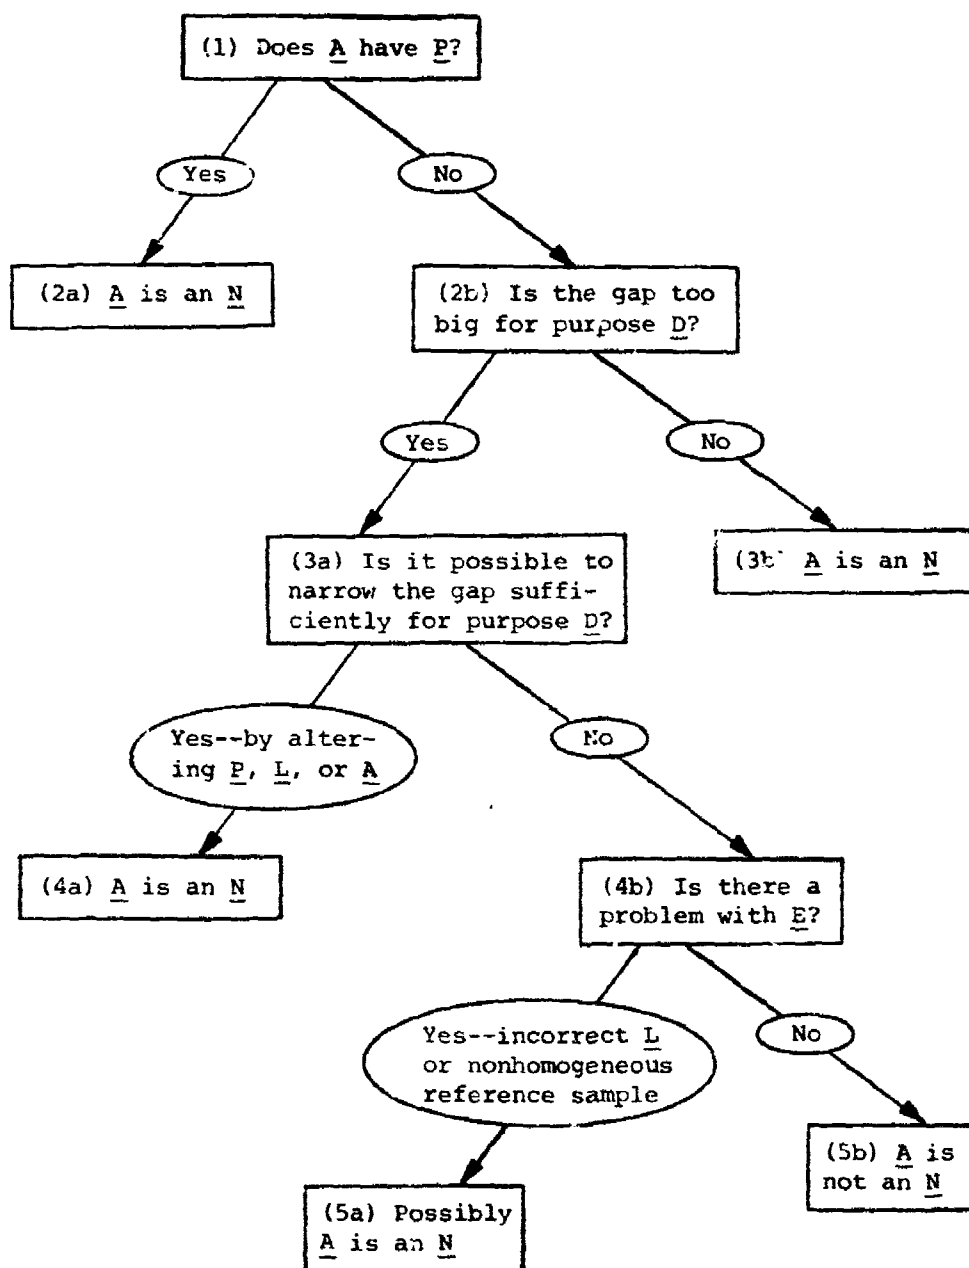 (1) Does A have P?
Yes
No
(2a) A is an N
(2b) Is the gap too
big for purpose D?
Yes
No
(3a) Is it possible to
narrow the gap suffi-
ciently for purpose D?
(3b) A is an N
Yes--by alter-
ing P, L, or A
No
(4a) A is an N
(4b) Is there a
problem with E?
Yes--incorrect L
or nonhomogeneous
reference sample
No
(5b) A is
not an N
(5a) Possibly
A is an N